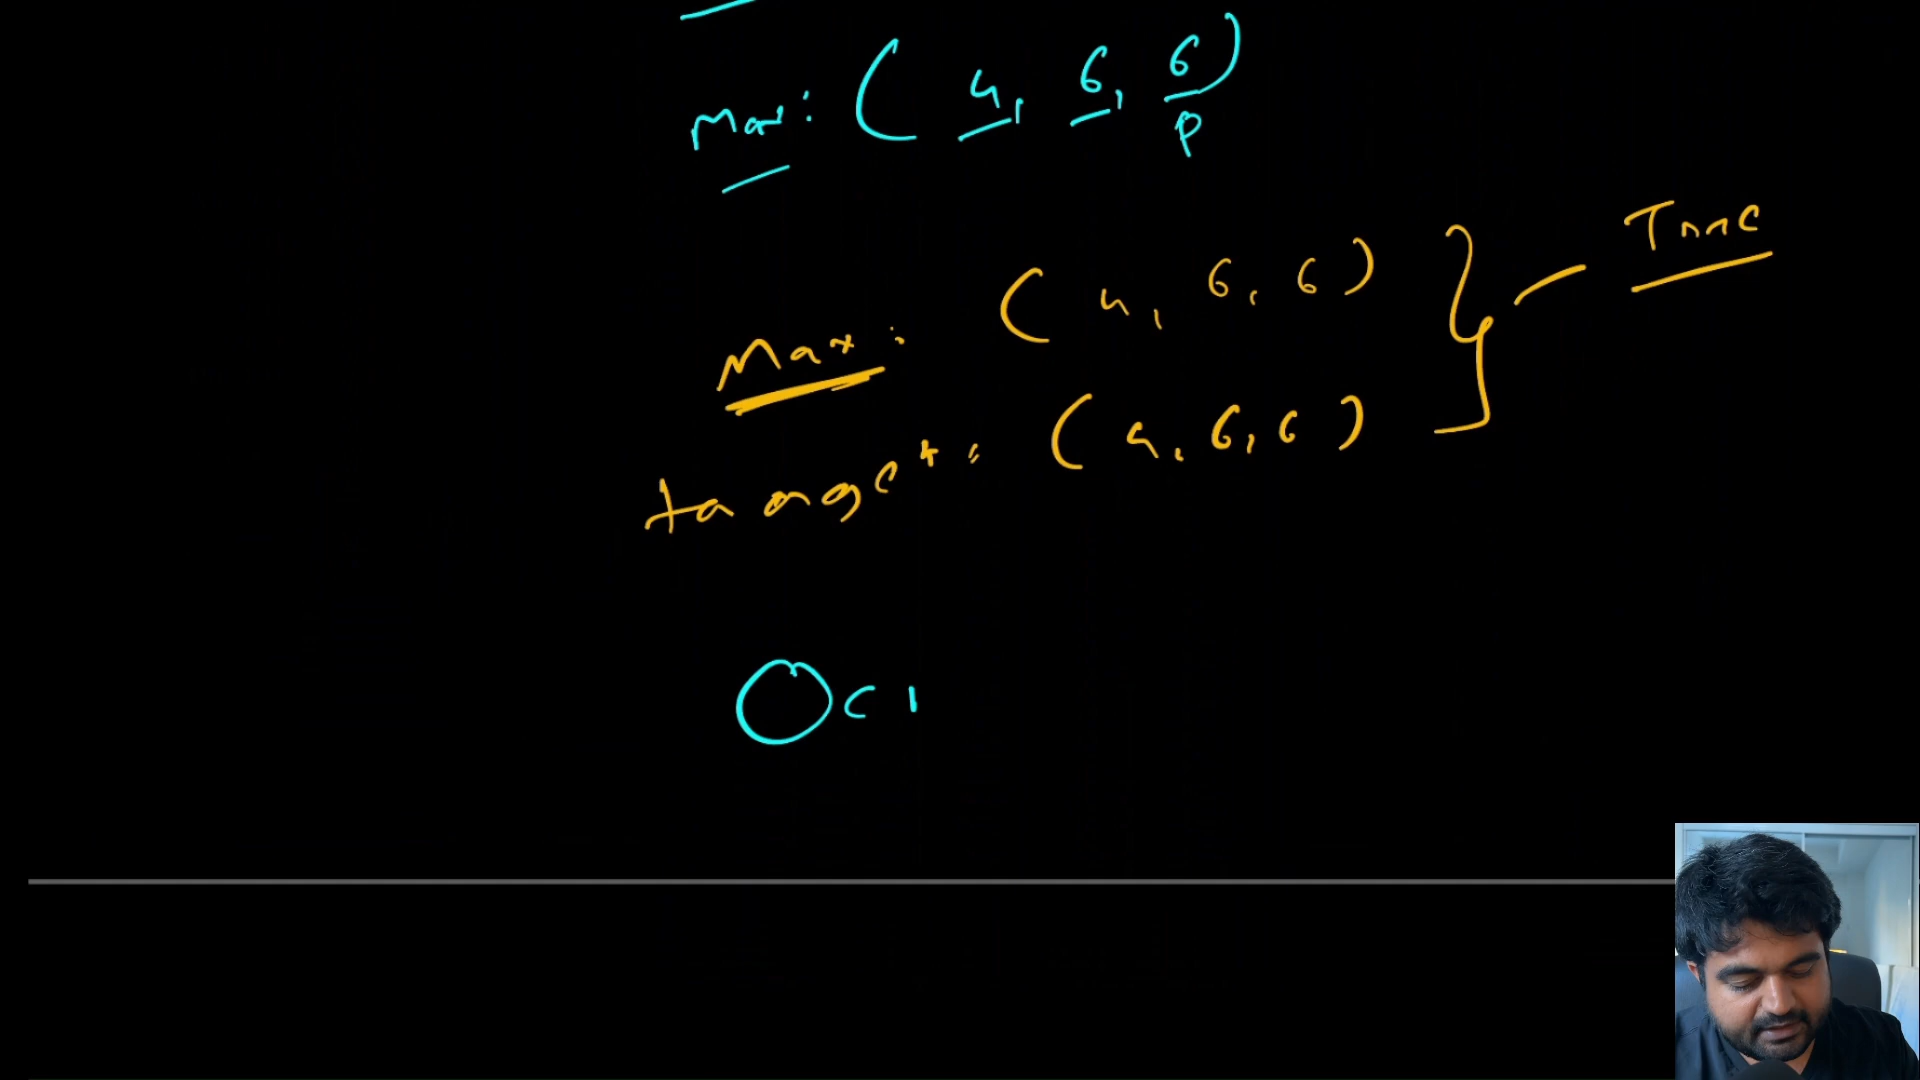 Max: ( 4, 6, 6 )
P
True
Max: ( 4, 6, 6 )
target: ( 4, 6, 6 )
O( 1